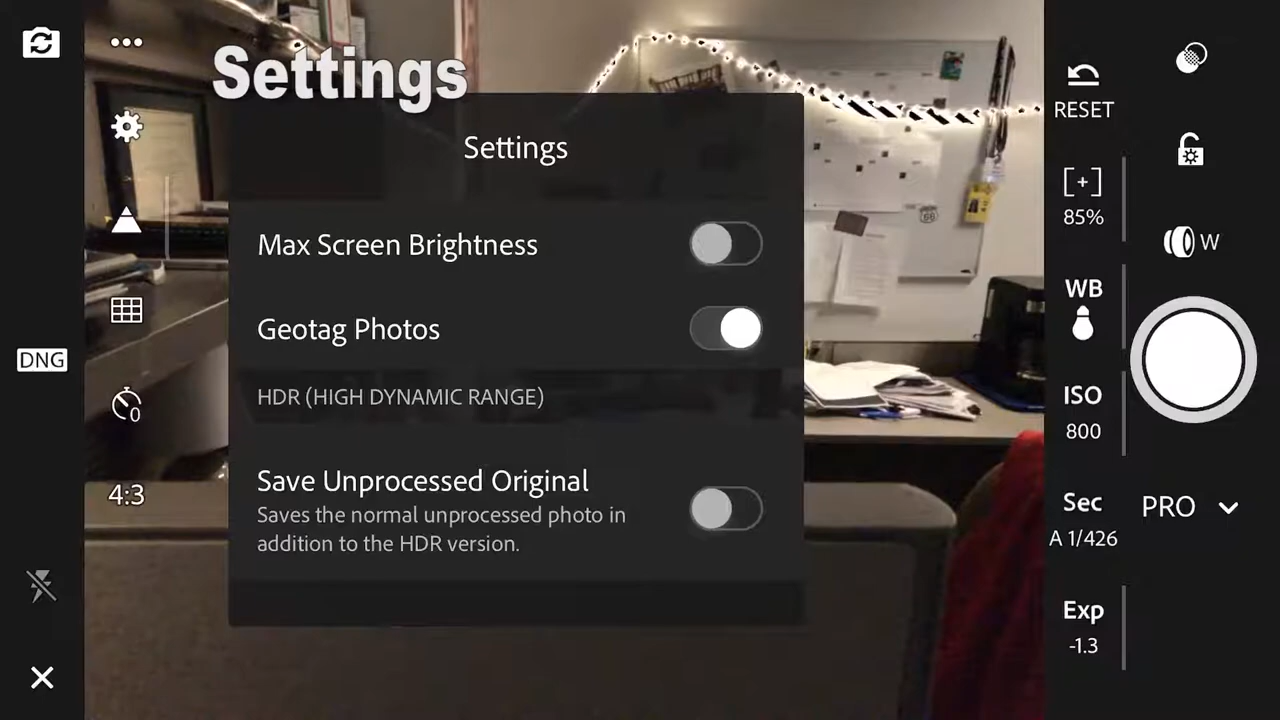 Settings
Settings
Max Screen Brightness
Geotag Photos
HDR (HIGH DYNAMIC RANGE)
Save Unprocessed Original
Saves the normal unprocessed photo in
addition to the HDR version.
DNG
0
4:3
RESET
[+]
85%
WB
ISO
800
Sec
A 1/426
Exp
-1.3
W
PRO